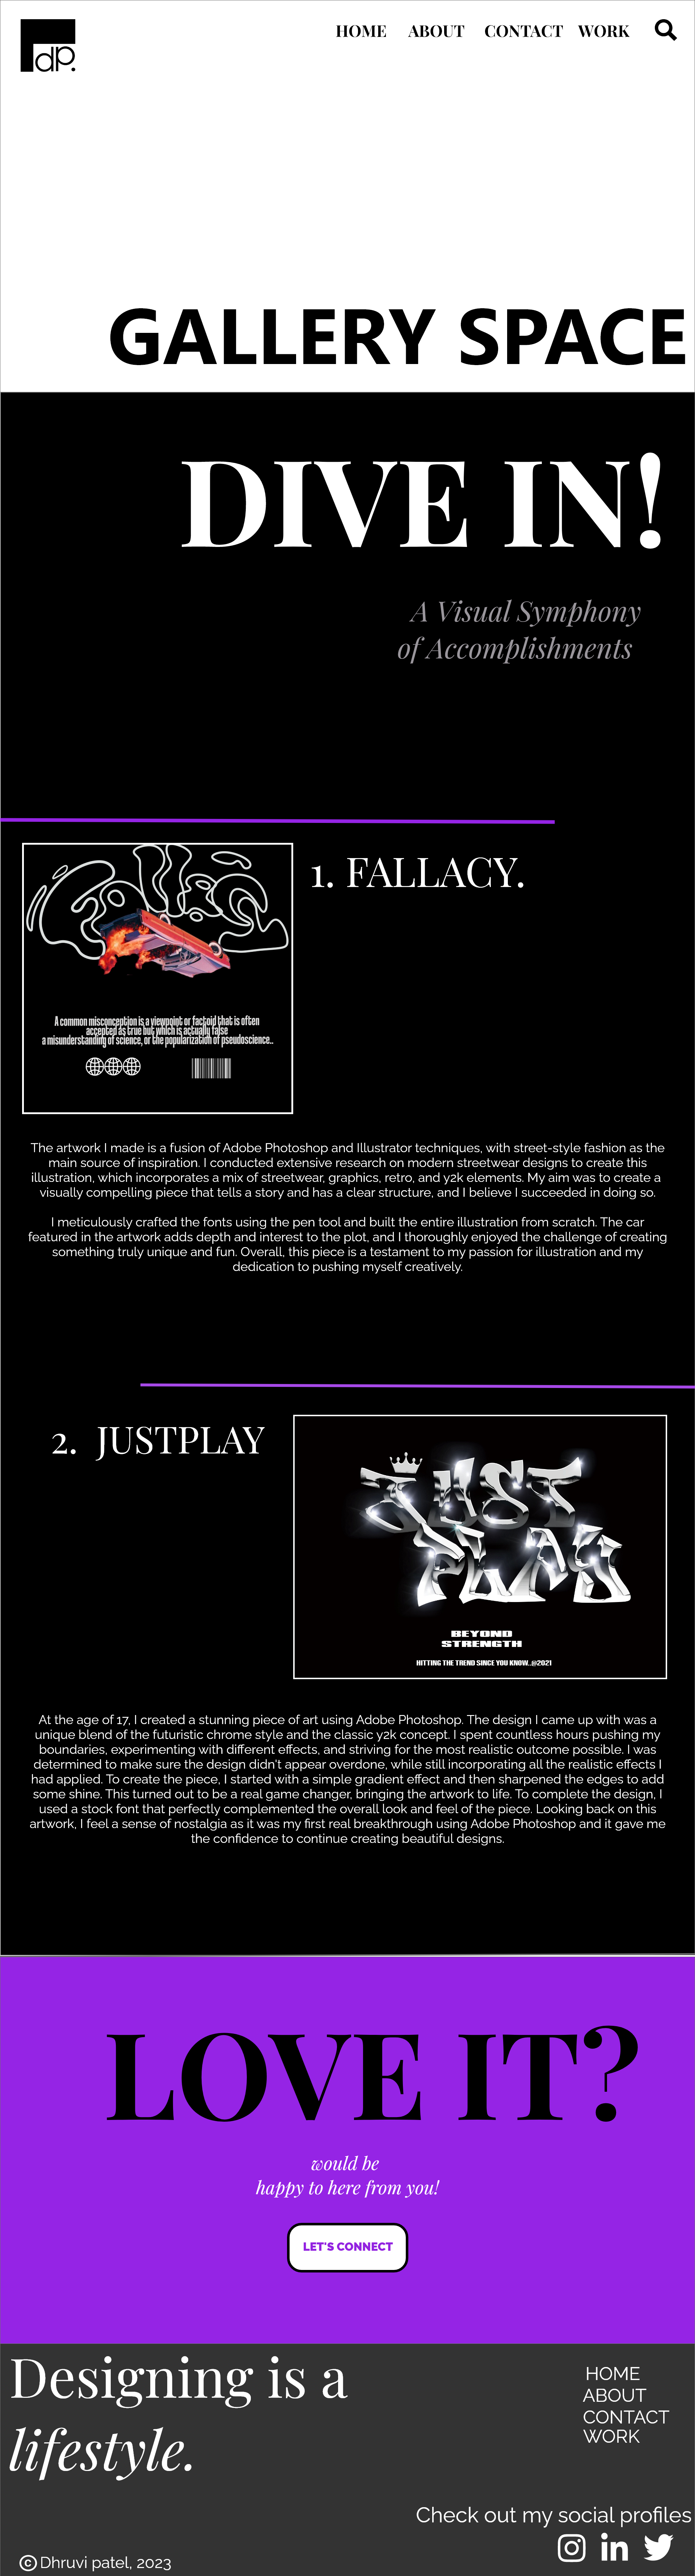 dp.
HOME ABOUT CONTACT WORK
GALLERY SPACE
DIVE IN!
A Visual Symphony
of Accomplishments
1. FALLACY.
A common misconception is a viewpoint or factoid that is often
accepted as true but which is actually false
a misunderstanding of science, or the popularization of pseudoscience..
The artwork I made is a fusion of Adobe Photoshop and Illustrator techniques, with street-style fashion as the
main source of inspiration. I conducted extensive research on modern streetwear designs to create this
illustration, which incorporates a mix of streetwear, graphics, retro, and y2k elements. My aim was to create a
visually compelling piece that tells a story and has a clear structure, and I believe I succeeded in doing so.
I meticulously crafted the fonts using the pen tool and built the entire illustration from scratch. The car
featured in the artwork adds depth and interest to the plot, and I thoroughly enjoyed the challenge of creating
something truly unique and fun. Overall, this piece is a testament to my passion for illustration and my
dedication to pushing myself creatively.
2. JUSTPLAY
JUST
PLAY
BEYOND
STRENGTH
HITTING THE TREND SINCE YOU KNOW..@2021
At the age of 17, I created a stunning piece of art using Adobe Photoshop. The design I came up with was a
unique blend of the futuristic chrome style and the classic y2k concept. I spent countless hours pushing my
boundaries, experimenting with different effects, and striving for the most realistic outcome possible. I was
determined to make sure the design didn't appear overdone, while still incorporating all the realistic effects I
had applied. To create the piece, I started with a simple gradient effect and then sharpened the edges to add
some shine. This turned out to be a real game changer, bringing the artwork to life. To complete the design, I
used a stock font that perfectly complemented the overall look and feel of the piece. Looking back on this
artwork, I feel a sense of nostalgia as it was my first real breakthrough using Adobe Photoshop and it gave me
the confidence to continue creating beautiful designs.
LOVE IT?
would be
happy to here from you!
LET'S CONNECT
Designing is a
lifestyle.
HOME
ABOUT
CONTACT
WORK
Check out my social profiles
© Dhruvi patel, 2023